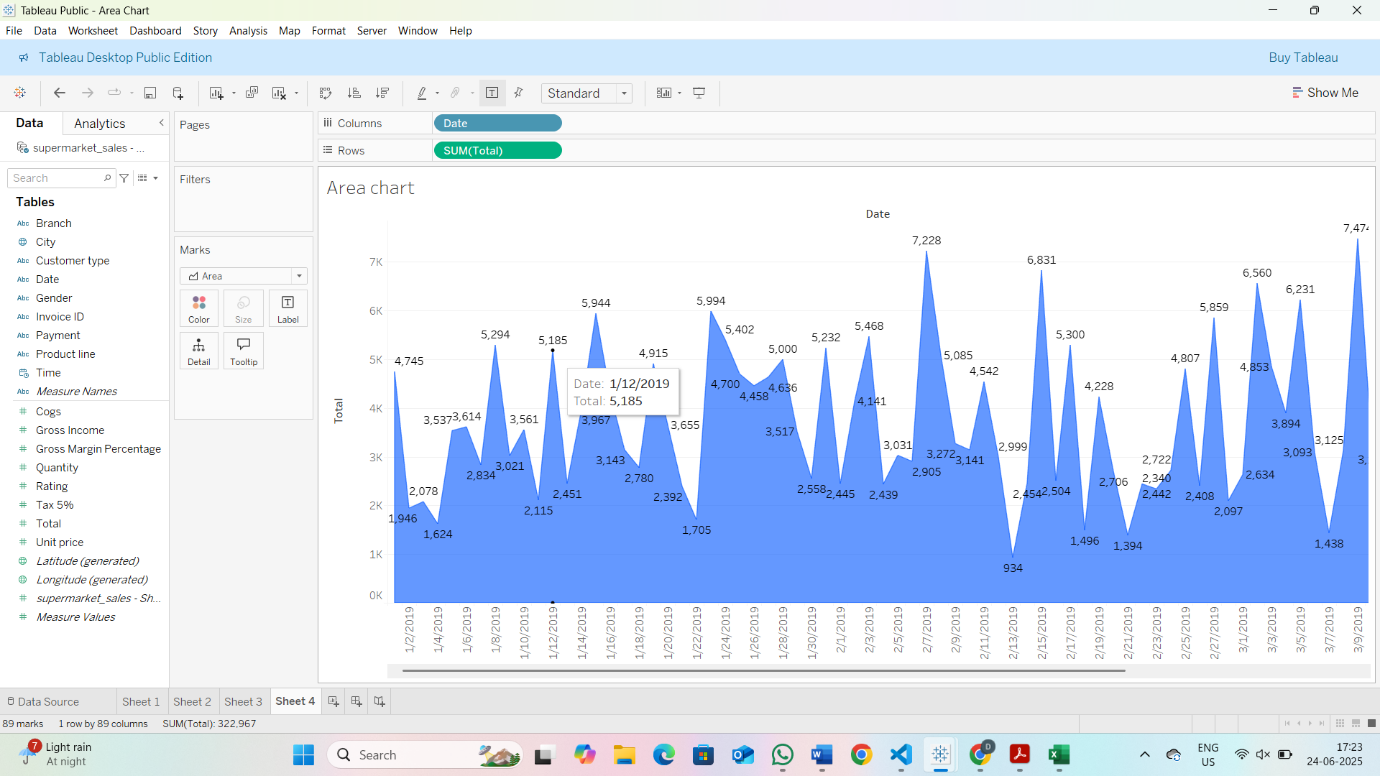 Tableau Public - Area Chart
File Data Worksheet Dashboard Story Analysis Map Format Server Window Help
Tableau Desktop Public Edition
Buy Tableau
Standard
Show Me
Data
Analytics
supermarket_sales - ...
Search
Tables
Abc Branch
City
Abc Customer type
Abc Date
Abc Gender
Abc Invoice ID
Abc Payment
Abc Product line
Time
Abc Measure Names
# Cogs
# Gross Income
# Gross Margin Percentage
# Quantity
# Rating
# Tax 5%
# Total
# Unit price
Latitude (generated)
Longitude (generated)
# supermarket_sales - Sh...
# Measure Values
Pages
Filters
Marks
Area
Color Size Label
Detail Tooltip
Columns
Date
Rows
SUM(Total)
Area chart
Date
Total
7K
6K
5K
4K
3K
2K
1K
0K
4,745
1,946
2,078
1,624
3,537
3,614
2,834
5,294
3,021
3,561
2,115
5,185
2,451
3,967
5,944
3,143
2,780
4,915
3,655
2,392
1,705
5,994
5,402
4,700
4,458
4,636
5,000
3,517
2,558
5,232
2,445
4,141
5,468
2,439
3,031
2,905
7,228
5,085
3,272
3,141
4,542
2,999
934
2,454
6,831
2,504
5,300
1,496
4,228
2,706
1,394
2,442
2,340
2,722
4,807
2,408
5,859
2,097
2,634
6,560
4,853
3,894
6,231
3,093
1,438
3,125
7,474
3,
Date: 1/12/2019
Total: 5,185
1/2/2019
1/4/2019
1/6/2019
1/8/2019
1/10/2019
1/12/2019
1/14/2019
1/16/2019
1/18/2019
1/20/2019
1/22/2019
1/24/2019
1/26/2019
1/28/2019
1/30/2019
2/1/2019
2/3/2019
2/5/2019
2/7/2019
2/9/2019
2/11/2019
2/13/2019
2/15/2019
2/17/2019
2/19/2019
2/21/2019
2/23/2019
2/25/2019
2/27/2019
3/1/2019
3/3/2019
3/5/2019
3/7/2019
3/9/2019
Data Source
Sheet 1
Sheet 2
Sheet 3
Sheet 4
89 marks 1 row by 89 columns SUM(Total): 322,967
7
Light rain
At night
Search
D
ENG
US
17:23
24-06-2025